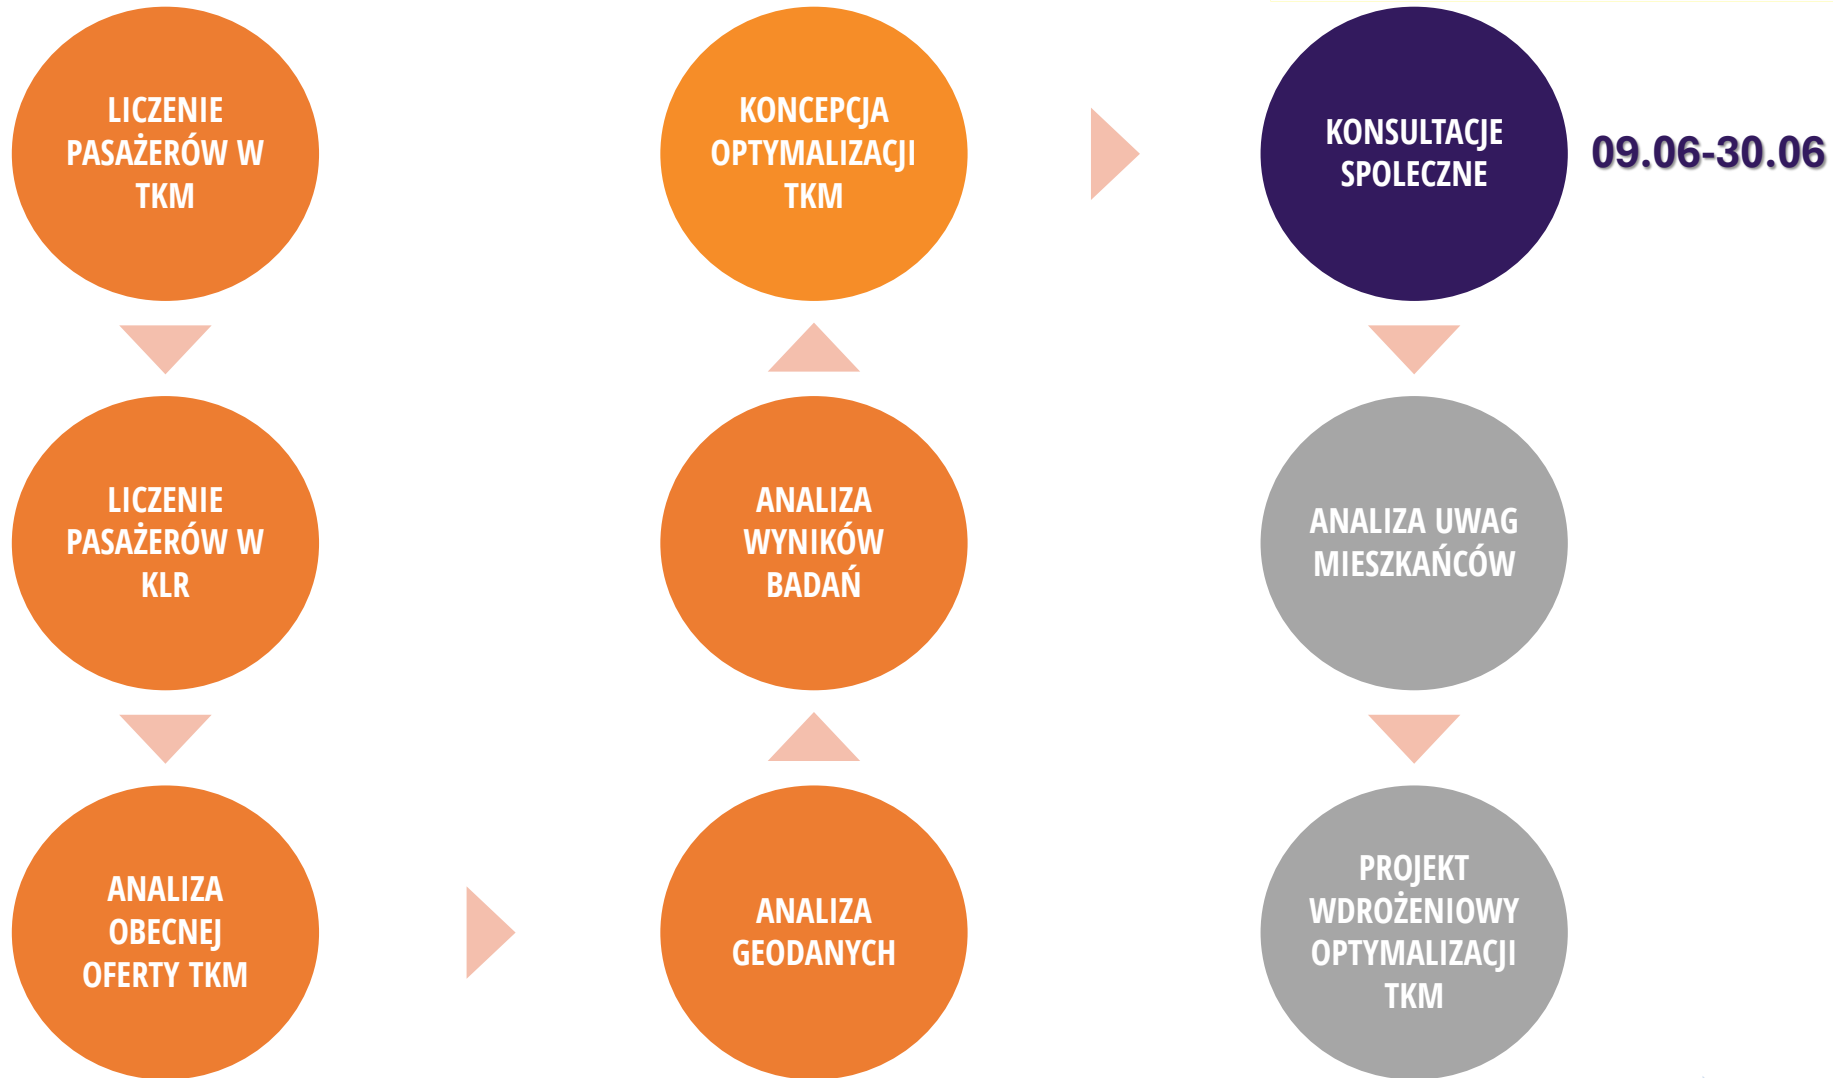 LICZENIE
PASAŻERÓW W
TKM
LICZENIE
PASAŻERÓW W
KLR
ANALIZA
OBECNEJ
OFERTY TKM
ANALIZA
GEODANYCH
ANALIZA
WYNIKÓW
BADAŃ
KONCEPCJA
OPTYMALIZACJI
TKM
KONSULTACJE
SPOLECZNE
09.06-30.06
ANALIZA UWAG
MIESZKAŃCÓW
PROJEKT
WDROŻENIOWY
OPTYMALIZACJI
TKM